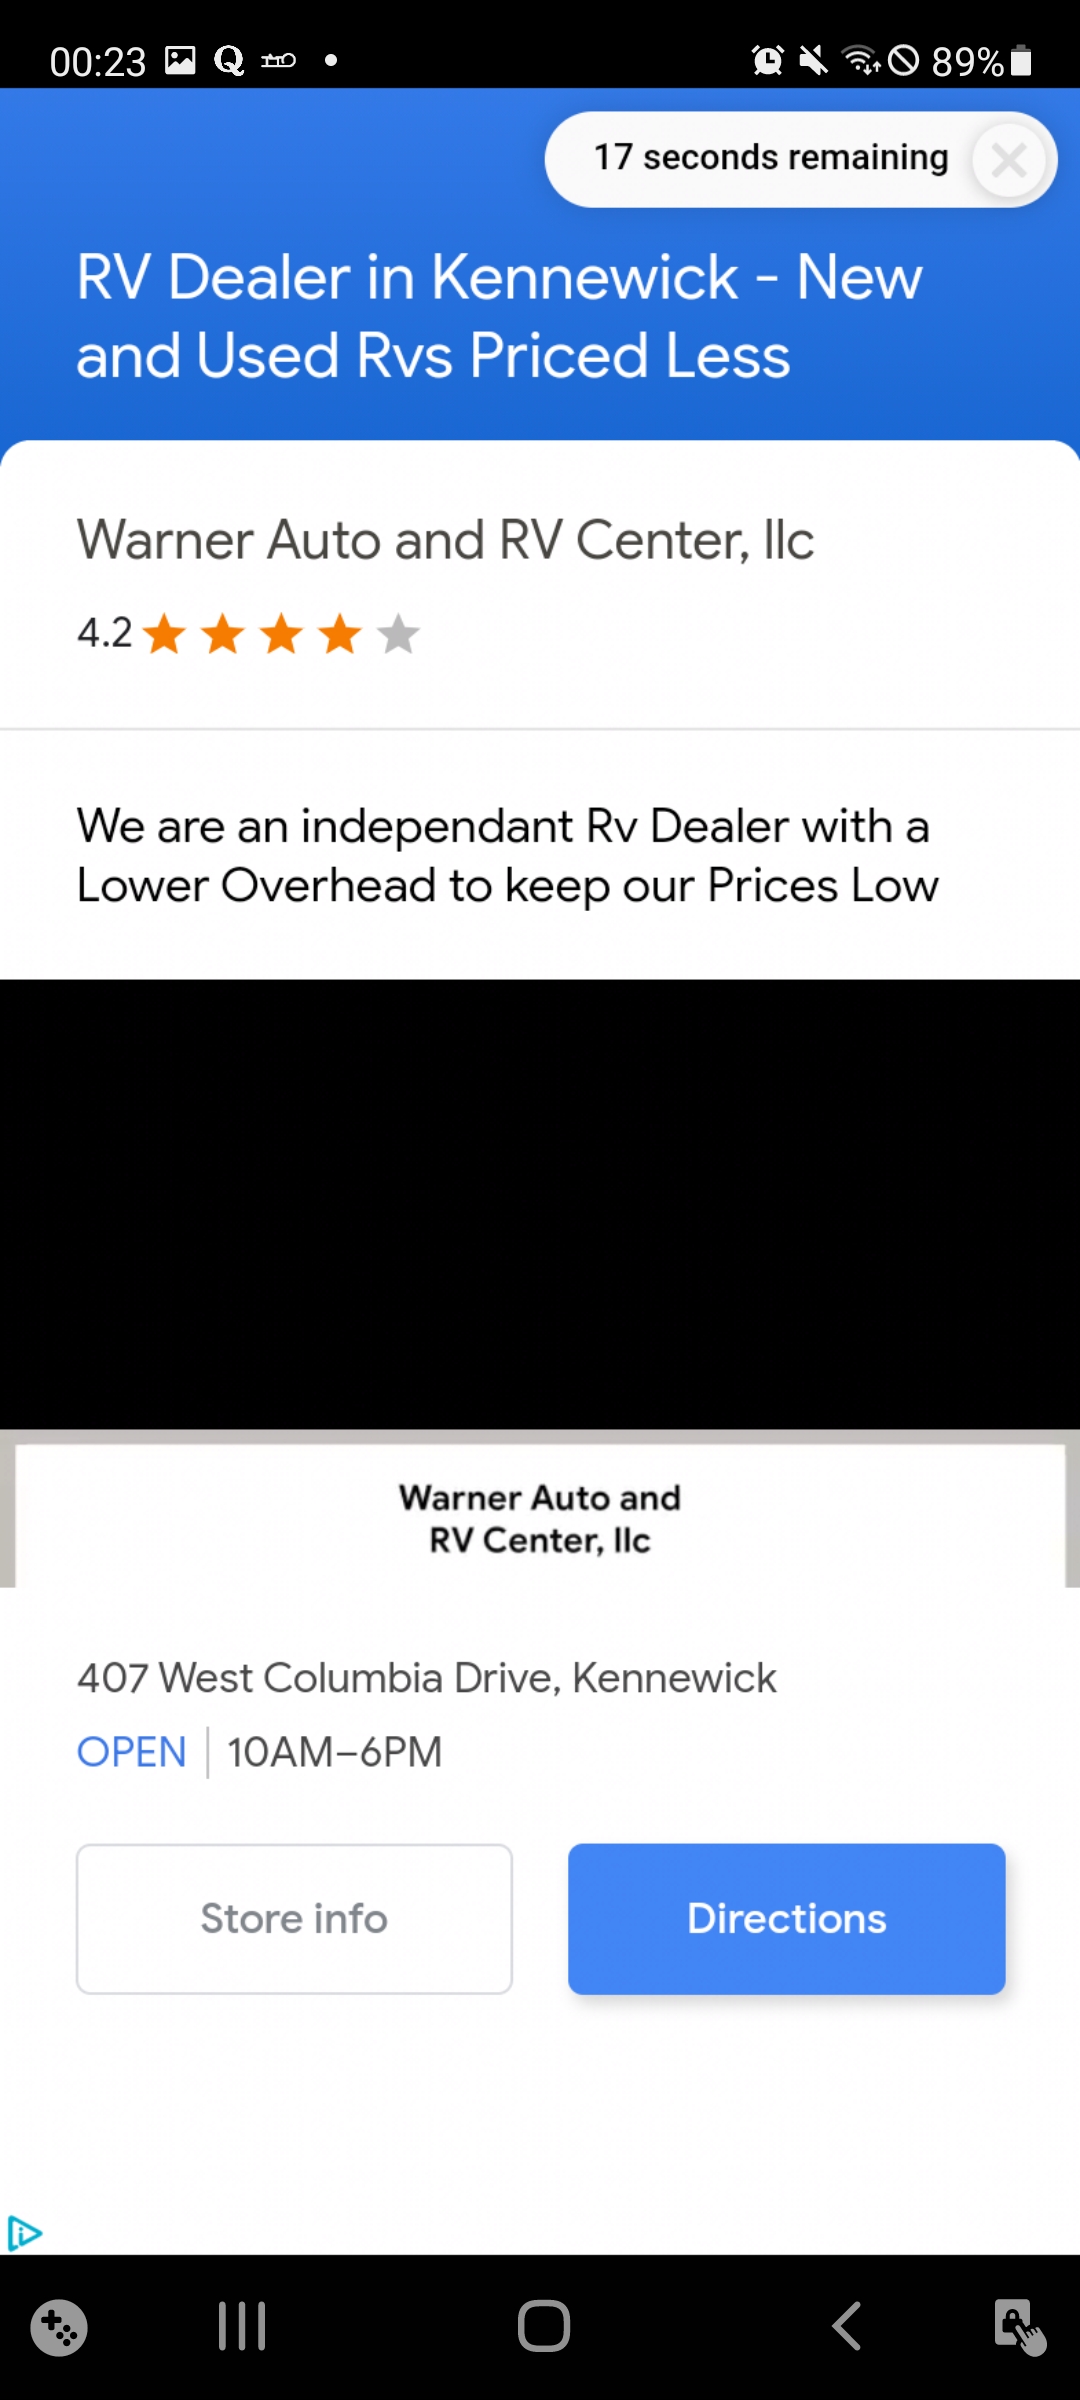 00:23
89%
17 seconds remaining
RV Dealer in Kennewick - New
and Used Rvs Priced Less
Warner Auto and RV Center, llc
4.2
We are an independant Rv Dealer with a
Lower Overhead to keep our Prices Low
Warner Auto and
RV Center, llc
407 West Columbia Drive, Kennewick
OPEN | 10AM–6PM
Store info
Directions